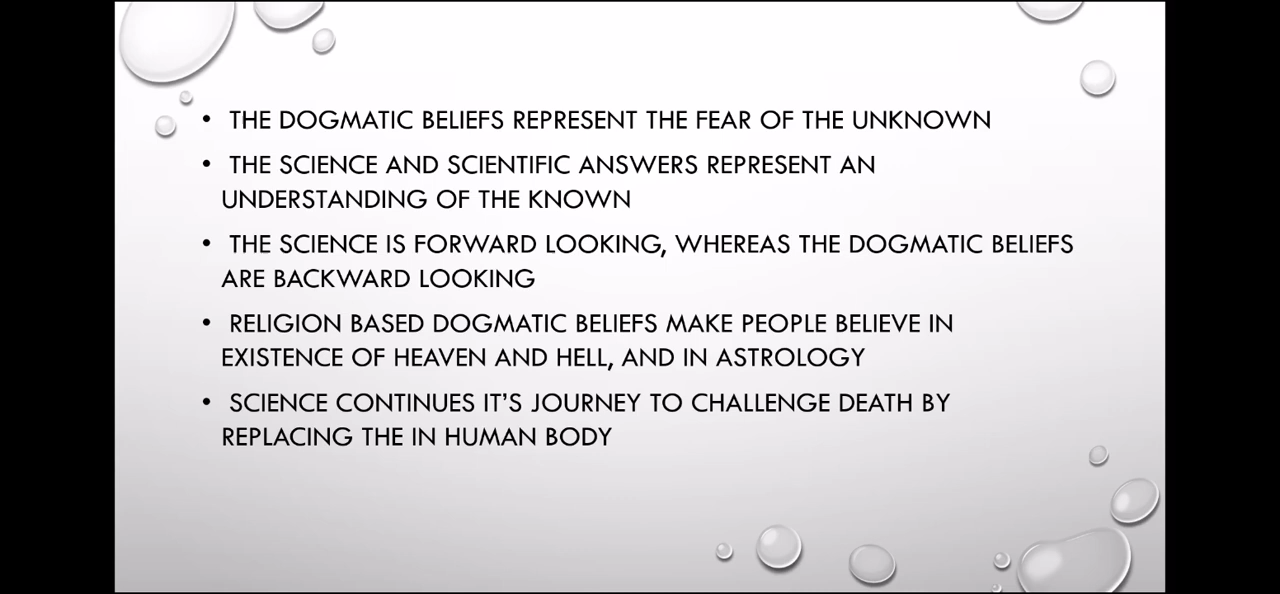 • THE DOGMATIC BELIEFS REPRESENT THE FEAR OF THE UNKNOWN
• THE SCIENCE AND SCIENTIFIC ANSWERS REPRESENT AN
UNDERSTANDING OF THE KNOWN
• THE SCIENCE IS FORWARD LOOKING, WHEREAS THE DOGMATIC BELIEFS
ARE BACKWARD LOOKING
• RELIGION BASED DOGMATIC BELIEFS MAKE PEOPLE BELIEVE IN
EXISTENCE OF HEAVEN AND HELL, AND IN ASTROLOGY
• SCIENCE CONTINUES IT’S JOURNEY TO CHALLENGE DEATH BY
REPLACING THE IN HUMAN BODY